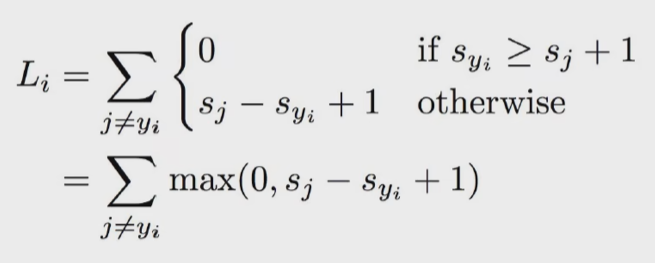 L_i = \sum_{j \neq y_i} \begin{cases} 0 & \text{if } s_{y_i} \geq s_j + 1 \\ s_j - s_{y_i} + 1 & \text{otherwise} \end{cases}
= \sum_{j \neq y_i} \max(0, s_j - s_{y_i} + 1)